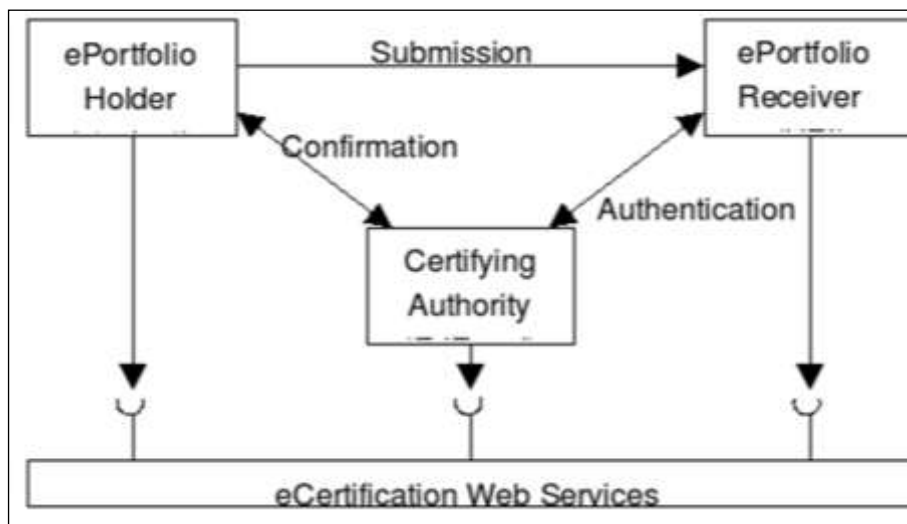 ePortfolio
Holder
Submission
ePortfolio
Receiver
Confirmation
Authentication
Certifying
Authority
eCertification Web Services